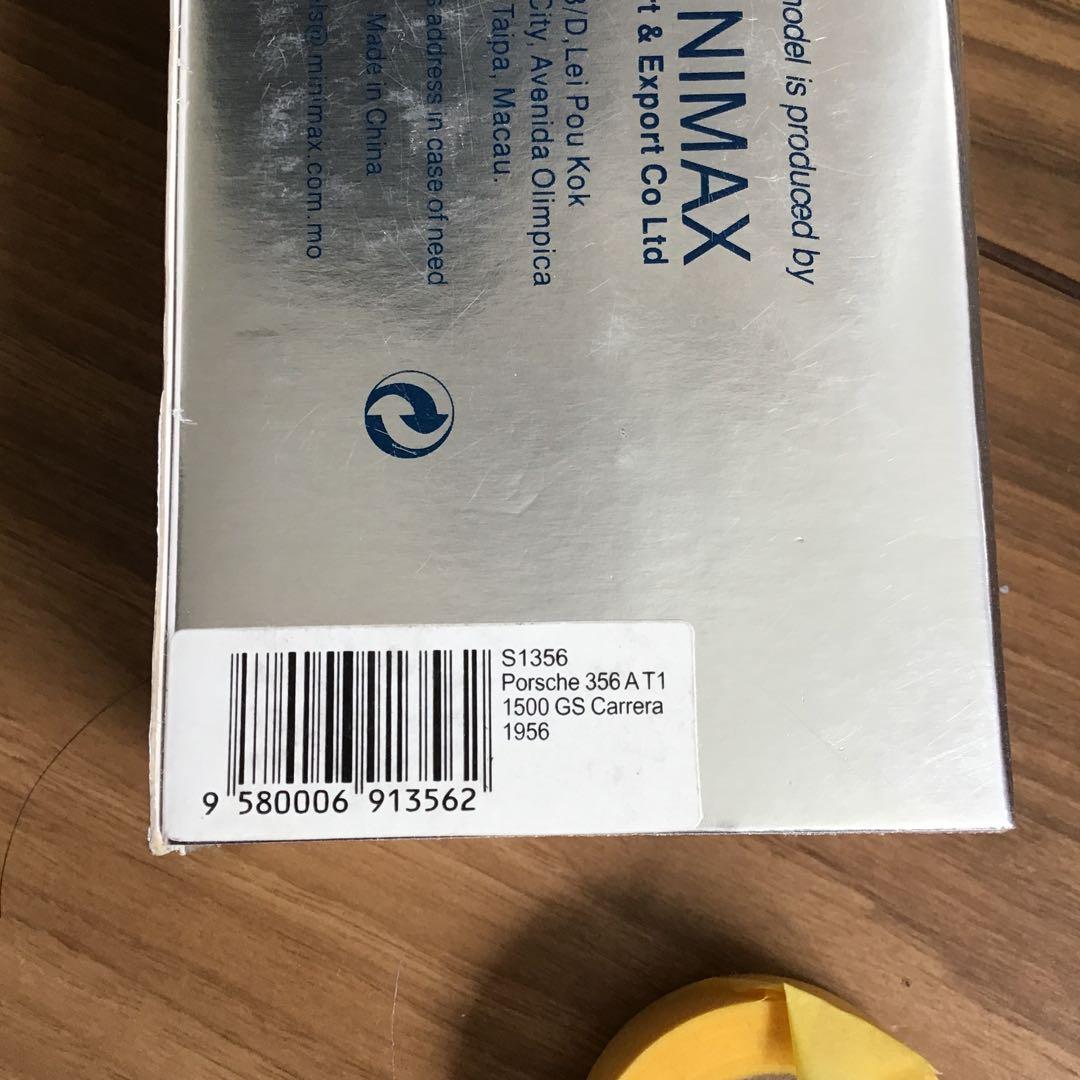 model is produced by
NIMAX
t & Export Co Ltd
3/D, Lei Pou Kok
City, Avenida Olimpica
Taipa, Macau.
s address in case of need
Made in China
els@minimax.com.mo
S1356
Porsche 356 A T1
1500 GS Carrera
1956
9 580006 913562